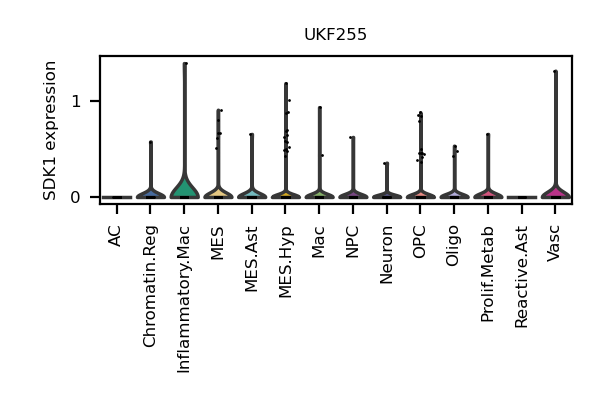 UKF255
SDK1 expression
1
0
AC
Chromatin.Reg
Inflammatory.Mac
MES
MES.Ast
MES.Hyp
Mac
NPC
Neuron
OPC
Oligo
Prolif.Metab
Reactive.Ast
Vasc